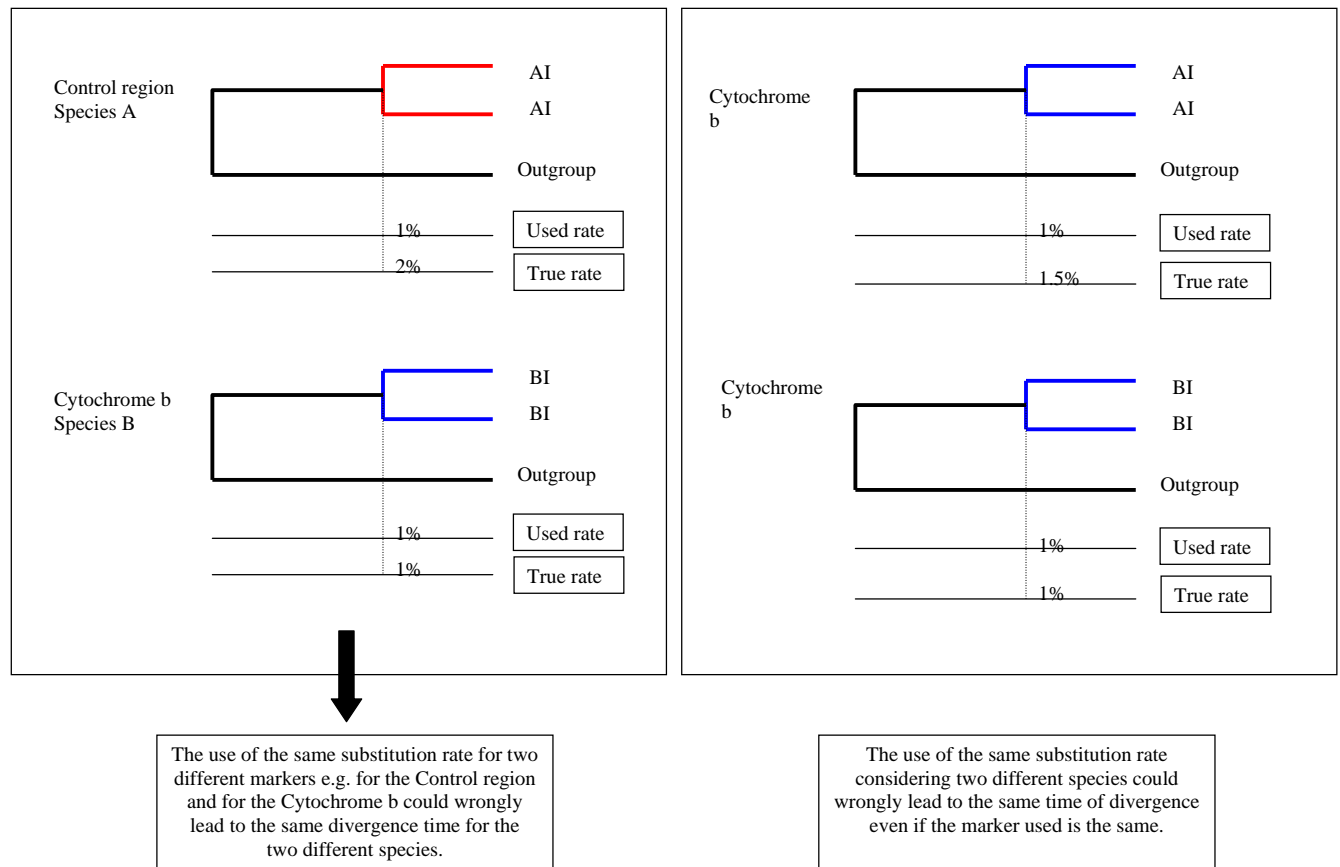 Control region
Species A
AI
AI
Outgroup
1%
Used rate
2%
True rate
Cytochrome b
Species B
BI
BI
Outgroup
1%
Used rate
1%
True rate
The use of the same substitution rate for two
different markers e.g. for the Control region
and for the Cytochrome b could wrongly
lead to the same divergence time for the
two different species.
Cytochrome
b
AI
AI
Outgroup
1%
Used rate
1.5%
True rate
Cytochrome
b
BI
BI
Outgroup
1%
Used rate
1%
True rate
The use of the same substitution rate
considering two different species could
wrongly lead to the same time of divergence
even if the marker used is the same.